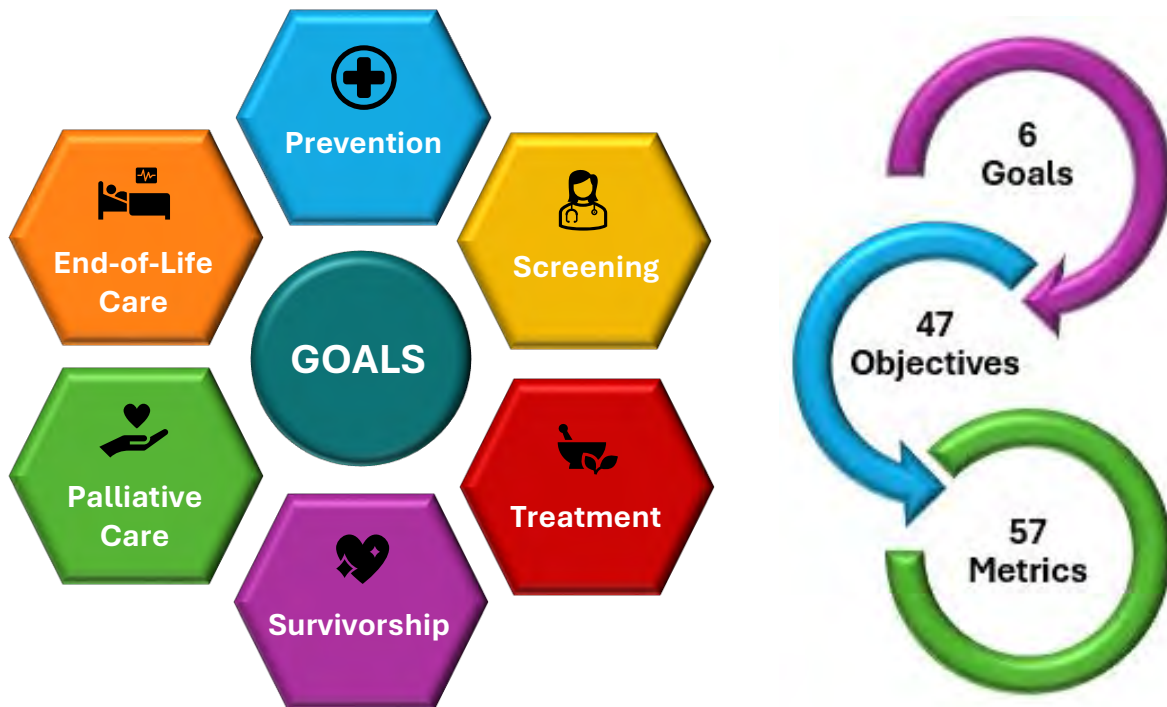 Prevention
Screening
Treatment
Survivorship
Palliative
Care
End-of-Life
Care
GOALS
6
Goals
47
Objectives
57
Metrics